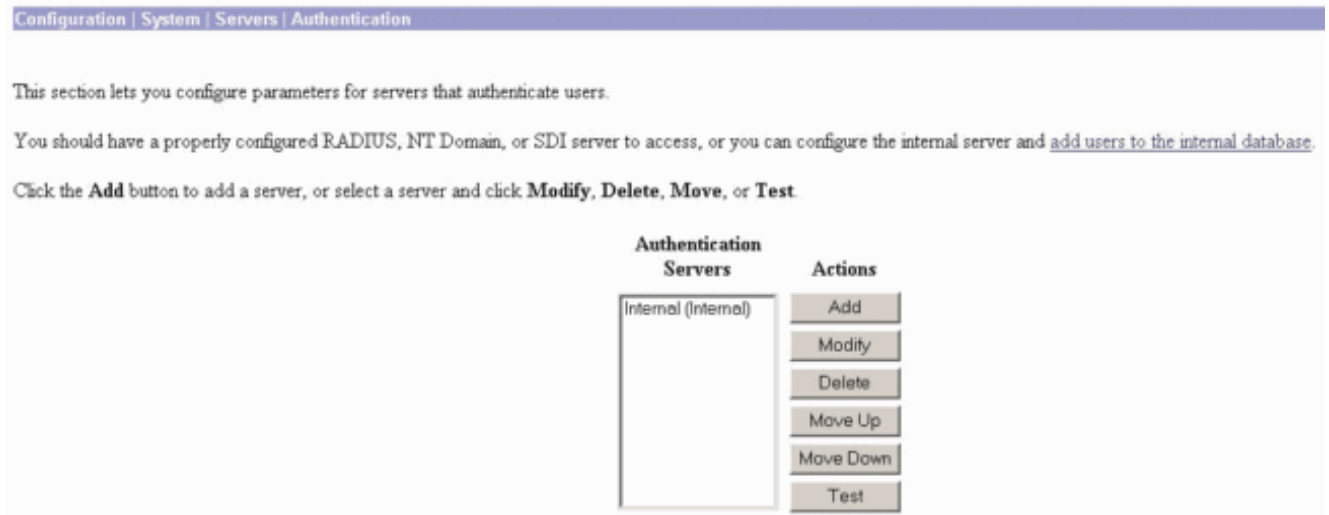 Configuration | System | Servers | Authentication
This section lets you configure parameters for servers that authenticate users.
You should have a properly configured RADIUS, NT Domain, or SDI server to access, or you can configure the internal server and add users to the internal database.
Click the Add button to add a server, or select a server and click Modify, Delete, Move, or Test.
Authentication
Servers
Actions
Internal (Internal)
Add
Modify
Delete
Move Up
Move Down
Test